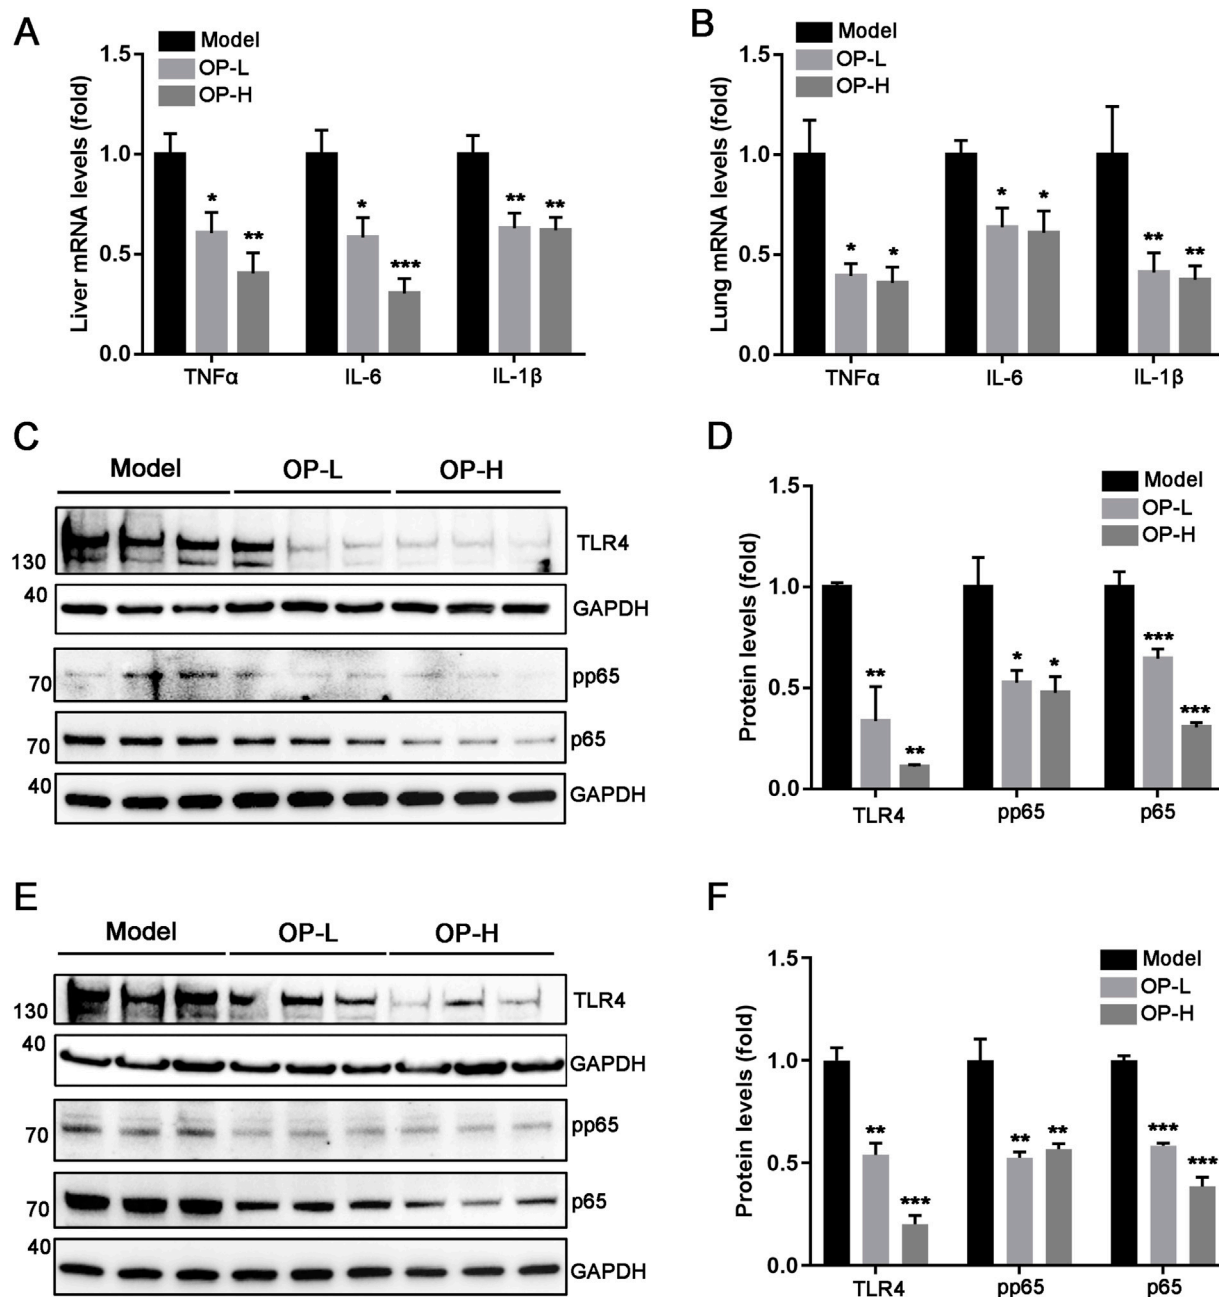 A
Model
OP-L
OP-H
Liver mRNA levels (fold)
1.5
1.0
0.5
0.0
* ** * *** ** **
TNFα IL-6 IL-1β
B
Model
OP-L
OP-H
Lung mRNA levels (fold)
1.5
1.0
0.5
0.0
* * * * ** **
TNFα IL-6 IL-1β
C
Model OP-L OP-H
130 TLR4
40 GAPDH
70 pp65
70 p65
40 GAPDH
D
Model
OP-L
OP-H
Protein levels (fold)
1.5
1.0
0.5
0.0
** ** * * *** ***
TLR4 pp65 p65
E
Model OP-L OP-H
130 TLR4
40 GAPDH
70 pp65
70 p65
40 GAPDH
F
Model
OP-L
OP-H
Protein levels (fold)
1.5
1.0
0.5
0.0
** *** ** ** *** ***
TLR4 pp65 p65